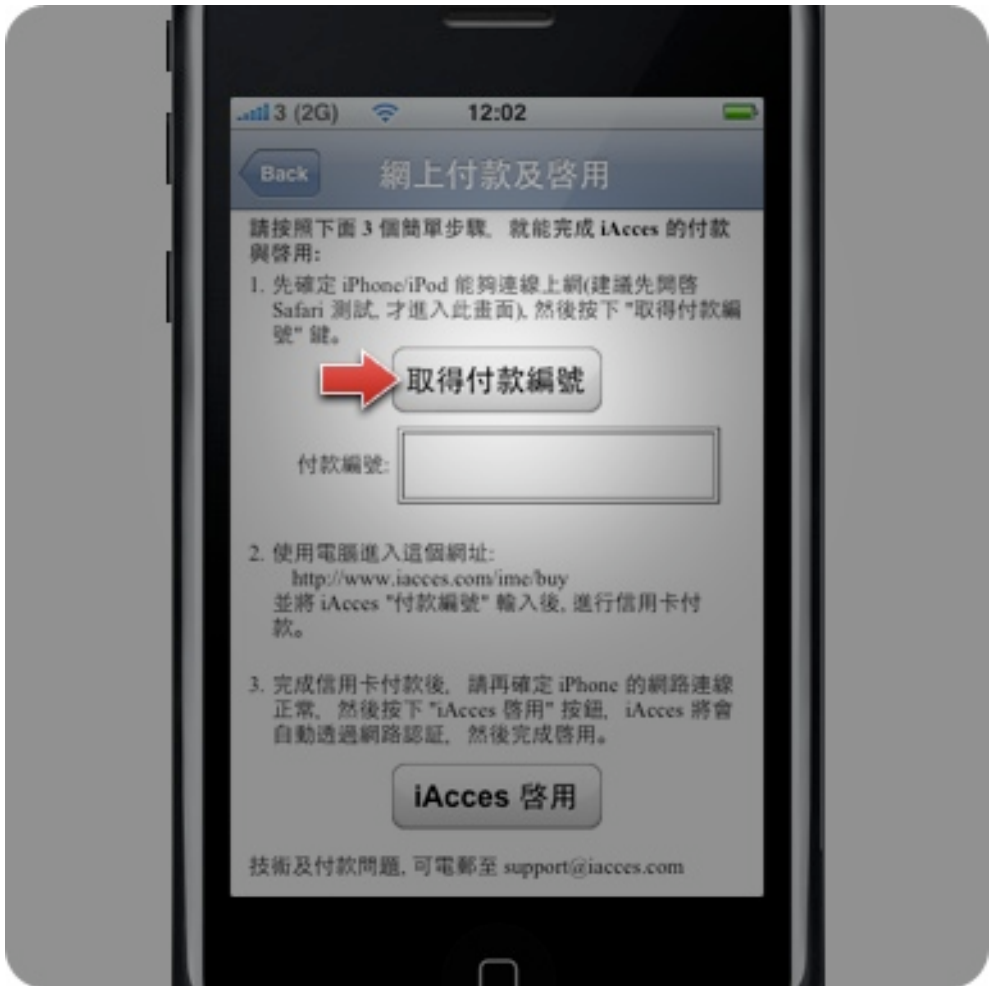 3 (2G) 12:02
Back 網上付款及啓用
請按照下面 3 個簡單步驟, 就能完成 iAcces 的付款
與啓用:
1. 先確定 iPhone/iPod 能夠連線上網(建議先開啓
Safari 測試, 才進入此畫面), 然後按下 "取得付款編
號" 鍵。
取得付款編號
付款編號:
2. 使用電腦進入這個網址:
http://www.iacces.com/ime/buy
並將 iAcces "付款編號" 輸入後, 進行信用卡付
款。
3. 完成信用卡付款後, 請再確定 iPhone 的網路連線
正常, 然後按下 "iAcces 啓用" 按鈕, iAcces 將會
自動透過網路認証, 然後完成啓用。
iAcces 啓用
技術及付款問題, 可電郵至 support@iacces.com